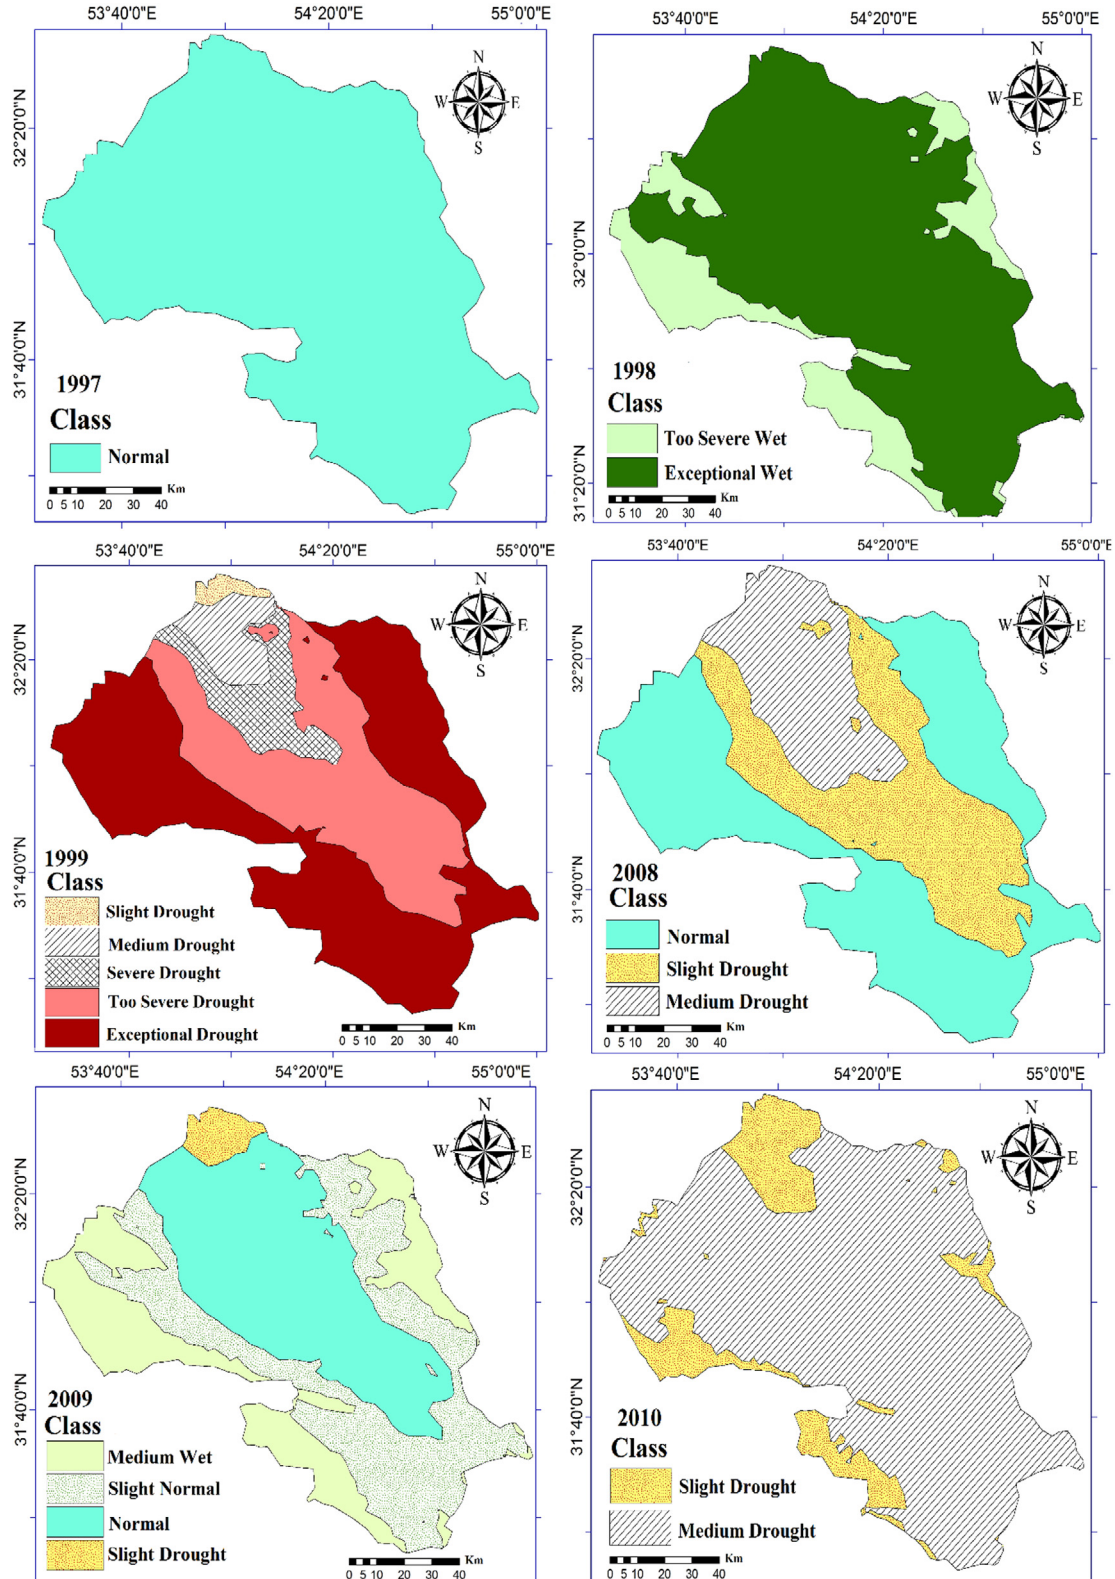 53°40'0"E 54°20'0"E 55°0'0"E
32°20'0"N
31°40'0"N
N
W E
S
1997
Class
Normal
0 5 10 20 30 40 Km
53°40'0"E 54°20'0"E 55°0'0"E
32°0'0"N
31°20'0"N
N
W E
S
1998
Class
Too Severe Wet
Exceptional Wet
0 5 10 20 30 40 Km
53°40'0"E 54°20'0"E 55°0'0"E
32°20'0"N
31°40'0"N
N
W E
S
1999
Class
Slight Drought
Medium Drought
Severe Drought
Too Severe Drought
Exceptional Drought
0 5 10 20 30 40 Km
53°40'0"E 54°20'0"E 55°0'0"E
32°20'0"N
31°40'0"N
N
W E
S
2008
Class
Normal
Slight Drought
Medium Drought
0 5 10 20 30 40 Km
53°40'0"E 54°20'0"E 55°0'0"E
32°20'0"N
31°40'0"N
N
W E
S
2009
Class
Medium Wet
Slight Normal
Normal
Slight Drought
0 5 10 20 30 40 Km
53°40'0"E 54°20'0"E 55°0'0"E
32°20'0"N
31°40'0"N
N
W E
S
2010
Class
Slight Drought
Medium Drought
0 5 10 20 30 40 Km